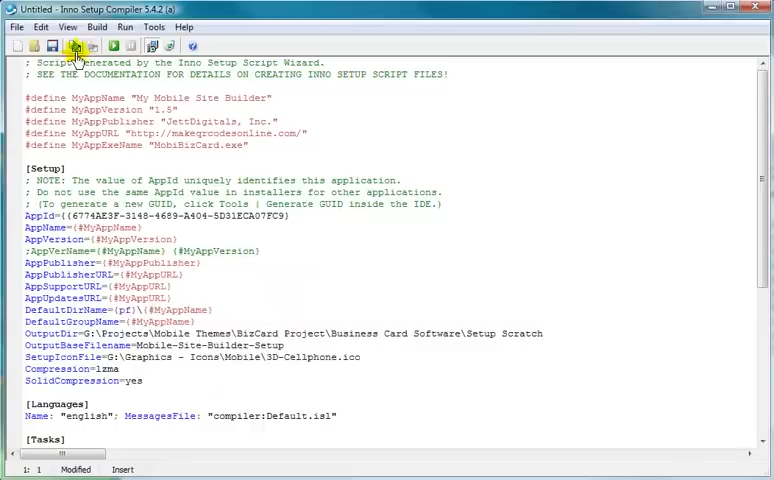 Untitled - Inno Setup Compiler 5.4.2 (a)
File Edit View Build Run Tools Help
; Script generated by the Inno Setup Script Wizard.
; SEE THE DOCUMENTATION FOR DETAILS ON CREATING INNO SETUP SCRIPT FILES!
#define MyAppName "My Mobile Site Builder"
#define MyAppVersion "1.5"
#define MyAppPublisher "JettDigitals, Inc."
#define MyAppURL "http://makeqrcodesonline.com/"
#define MyAppExeName "MobiBizCard.exe"
[Setup]
; NOTE: The value of AppId uniquely identifies this application.
; Do not use the same AppId value in installers for other applications.
; (To generate a new GUID, click Tools | Generate GUID inside the IDE.)
AppId={{6774AE3F-3148-4689-A404-5D31ECA07FC9}
AppName={#MyAppName}
AppVersion={#MyAppVersion}
;AppVerName={#MyAppName} {#MyAppVersion}
AppPublisher={#MyAppPublisher}
AppPublisherURL={#MyAppURL}
AppSupportURL={#MyAppURL}
AppUpdatesURL={#MyAppURL}
DefaultDirName={pf}\{#MyAppName}
DefaultGroupName={#MyAppName}
OutputDir=G:\Projects\Mobile Themes\BizCard Project\Business Card Software\Setup Scratch
OutputBaseFilename=Mobile-Site-Builder-Setup
SetupIconFile=G:\Graphics - Icons\Mobile\3D-Cellphone.ico
Compression=lzma
SolidCompression=yes
[Languages]
Name: "english"; MessagesFile: "compiler:Default.isl"
[Tasks]
1: 1 Modified Insert